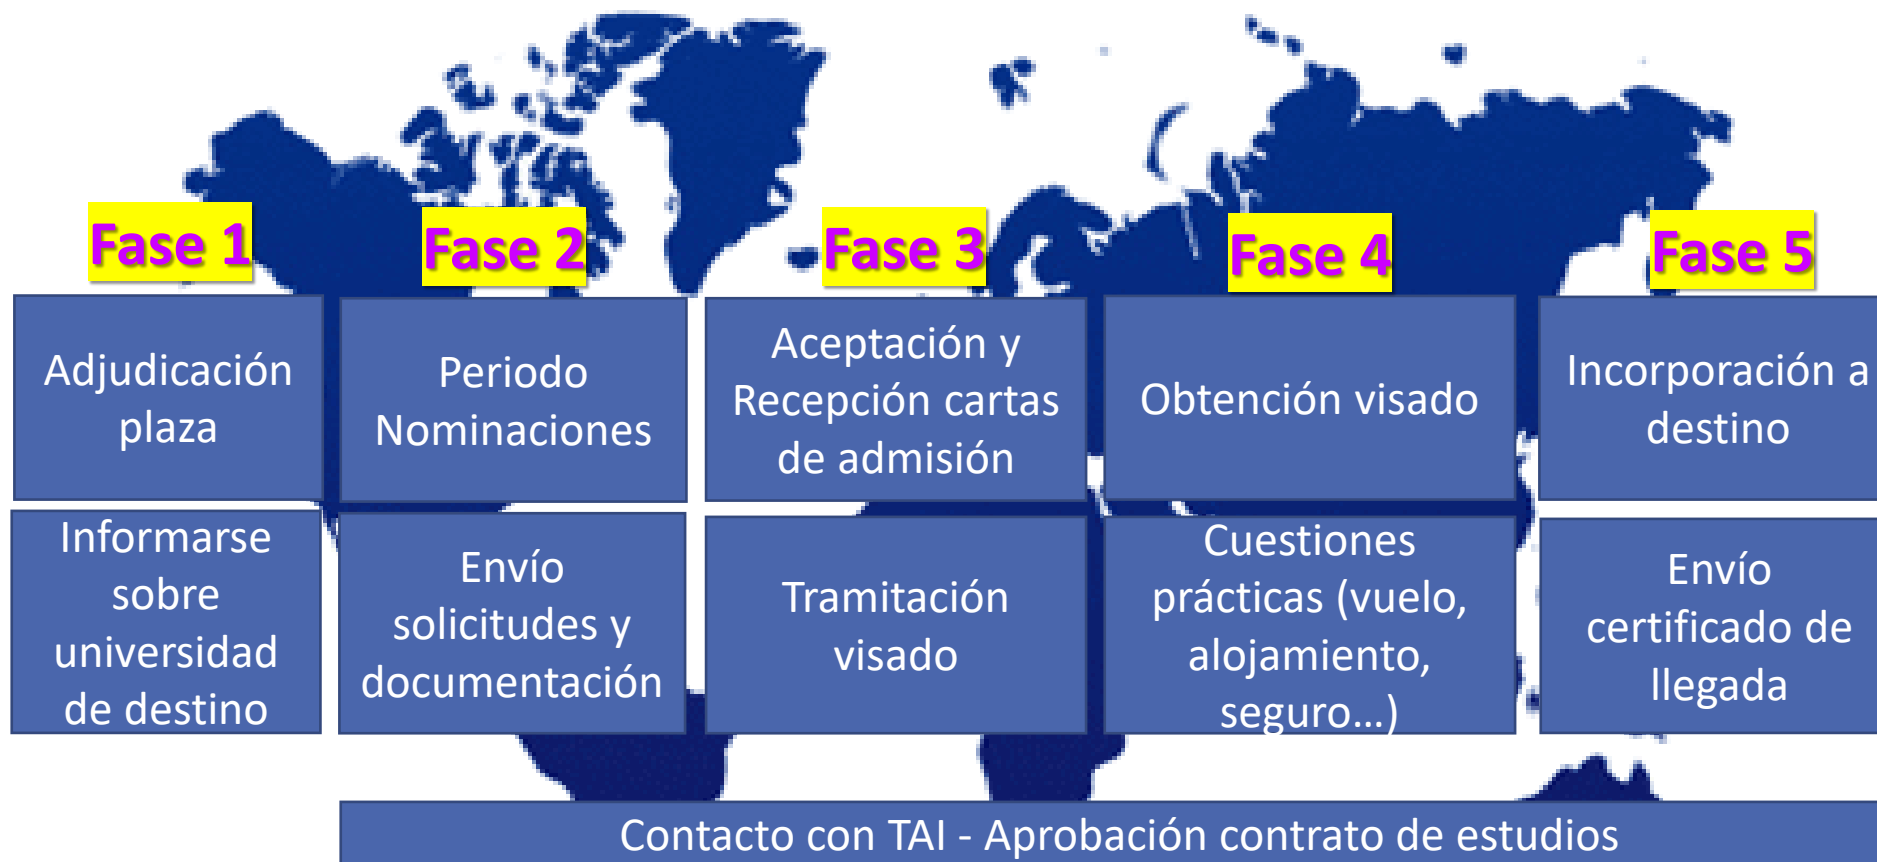 Fase 1
Fase 2
Fase 3
Fase 4
Fase 5
Adjudicación
plaza
Periodo
Nominaciones
Aceptación y
Recepción cartas
de admisión
Obtención visado
Incorporación a
destino
Informarse
sobre
universidad
de destino
Envío
solicitudes y
documentación
Tramitación
visado
Cuestiones
prácticas (vuelo,
alojamiento,
seguro...)
Envío
certificado de
llegada
Contacto con TAI - Aprobación contrato de estudios